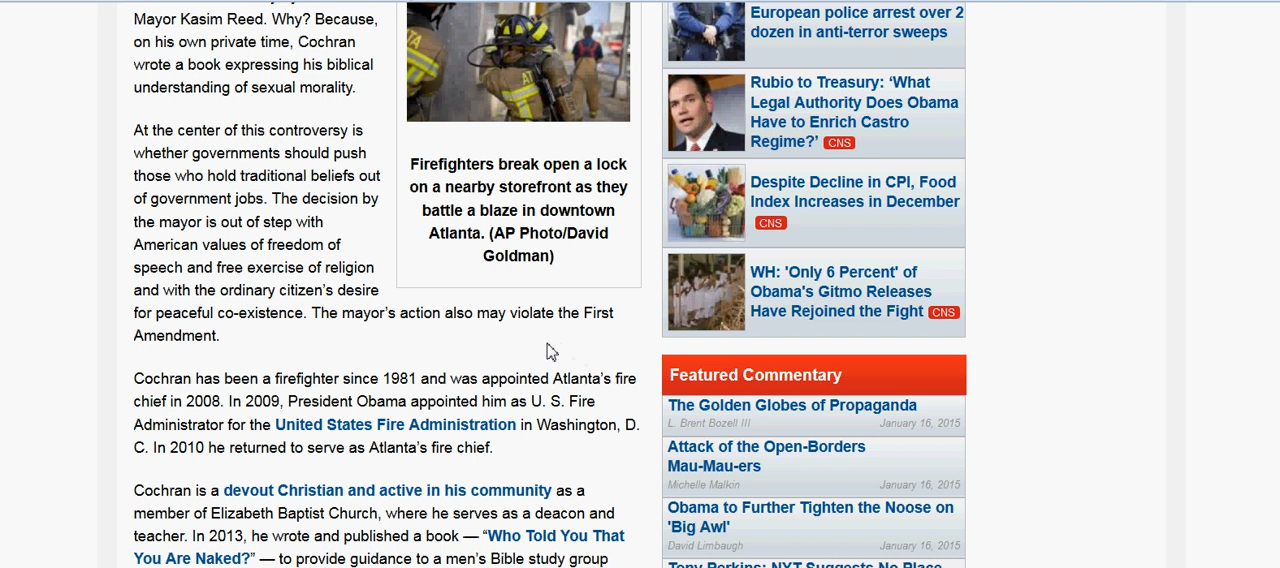 Mayor Kasim Reed. Why? Because,
on his own private time, Cochran
wrote a book expressing his biblical
understanding of sexual morality.
At the center of this controversy is
whether governments should push
those who hold traditional beliefs out
of government jobs. The decision by
the mayor is out of step with
American values of freedom of
speech and free exercise of religion
and with the ordinary citizen’s desire
for peaceful co-existence. The mayor’s action also may violate the First
Amendment.
Firefighters break open a lock
on a nearby storefront as they
battle a blaze in downtown
Atlanta. (AP Photo/David
Goldman)
Cochran has been a firefighter since 1981 and was appointed Atlanta’s fire
chief in 2008. In 2009, President Obama appointed him as U. S. Fire
Administrator for the United States Fire Administration in Washington, D.
C. In 2010 he returned to serve as Atlanta’s fire chief.
Cochran is a devout Christian and active in his community as a
member of Elizabeth Baptist Church, where he serves as a deacon and
teacher. In 2013, he wrote and published a book — “Who Told You That
You Are Naked?” — to provide guidance to a men’s Bible study group
European police arrest over 2
dozen in anti-terror sweeps
Rubio to Treasury: ‘What
Legal Authority Does Obama
Have to Enrich Castro
Regime?’ CNS
Despite Decline in CPI, Food
Index Increases in December
CNS
WH: 'Only 6 Percent' of
Obama's Gitmo Releases
Have Rejoined the Fight CNS
Featured Commentary
The Golden Globes of Propaganda
L. Brent Bozell III January 16, 2015
Attack of the Open-Borders
Mau-Mau-ers
Michelle Malkin January 16, 2015
Obama to Further Tighten the Noose on
'Big Awl'
David Limbaugh January 16, 2015
Tony Perkins: NYT Suggests No Place